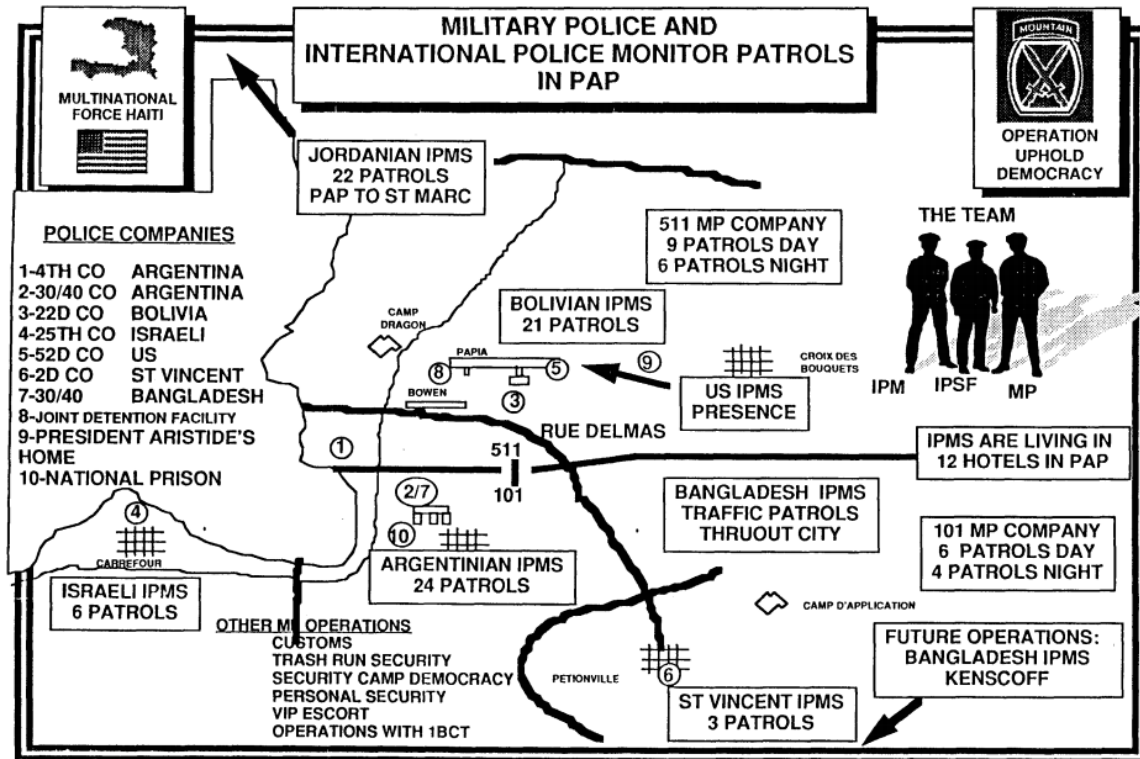 MILITARY POLICE AND
INTERNATIONAL POLICE MONITOR PATROLS
IN PAP
MULTINATIONAL
FORCE HAITI
MOUNTAIN
OPERATION
UPHOLD
DEMOCRACY
JORDANIAN IPMS
22 PATROLS
PAP TO ST MARC
POLICE COMPANIES
1-4TH CO ARGENTINA
2-30/40 CO ARGENTINA
3-22D CO BOLIVIA
4-25TH CO ISRAELI
5-52D CO US
6-2D CO ST VINCENT
7-30/40 BANGLADESH
8-JOINT DETENTION FACILITY
9-PRESIDENT ARISTIDE'S
HOME
10-NATIONAL PRISON
511 MP COMPANY
9 PATROLS DAY
6 PATROLS NIGHT
THE TEAM
IPM
IPSF
MP
BOLIVIAN IPMS
21 PATROLS
CAMP
DRAGON
PAPIA
8
5
9
3
BOWEN
CROIX DES
BOUQUETS
US IPMS
PRESENCE
RUE DELMAS
1
511
101
IPMS ARE LIVING IN
12 HOTELS IN PAP
2/7
10
BANGLADESH IPMS
TRAFFIC PATROLS
THRUOUT CITY
101 MP COMPANY
6 PATROLS DAY
4 PATROLS NIGHT
4
CARREFOUR
ISRAELI IPMS
6 PATROLS
ARGENTINIAN IPMS
24 PATROLS
CAMP D'APPLICATION
OTHER MP OPERATIONS
CUSTOMS
TRASH RUN SECURITY
SECURITY CAMP DEMOCRACY
PERSONAL SECURITY
VIP ESCORT
OPERATIONS WITH 1BCT
PETIONVILLE
6
ST VINCENT IPMS
3 PATROLS
FUTURE OPERATIONS:
BANGLADESH IPMS
KENSCOFF